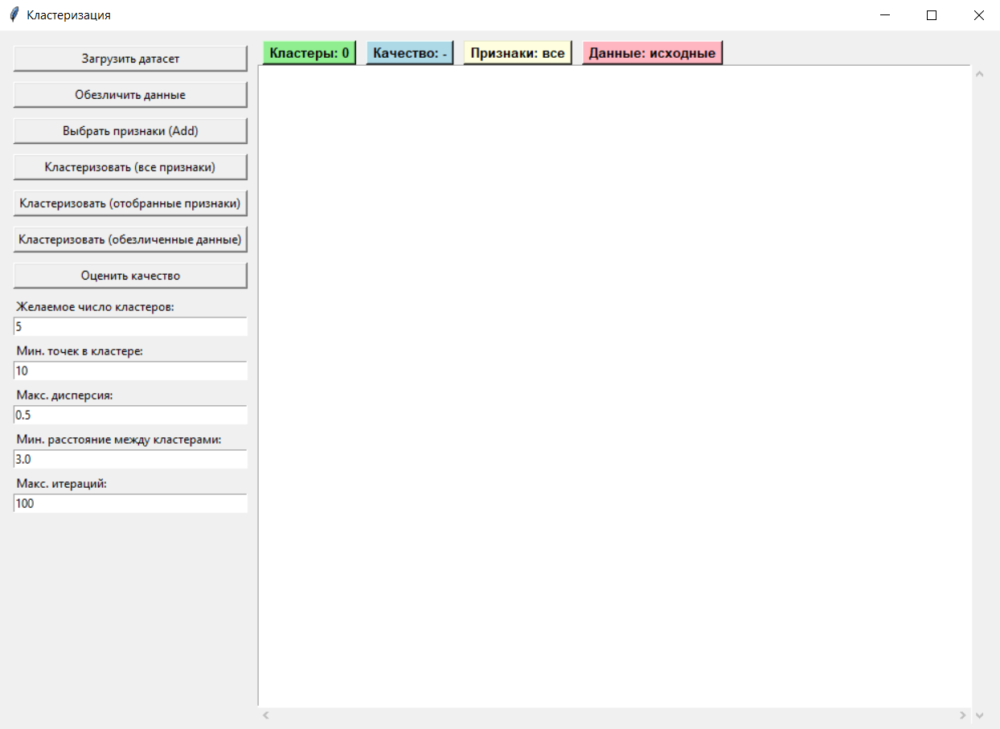 Кластеризация
Загрузить датасет
Обезличить данные
Выбрать признаки (Add)
Кластеризовать (все признаки)
Кластеризовать (отобранные признаки)
Кластеризовать (обезличенные данные)
Оценить качество
Желаемое число кластеров:
5
Мин. точек в кластере:
10
Макс. дисперсия:
0.5
Мин. расстояние между кластерами:
3.0
Макс. итераций:
100
Кластеры: 0
Качество: -
Признаки: все
Данные: исходные